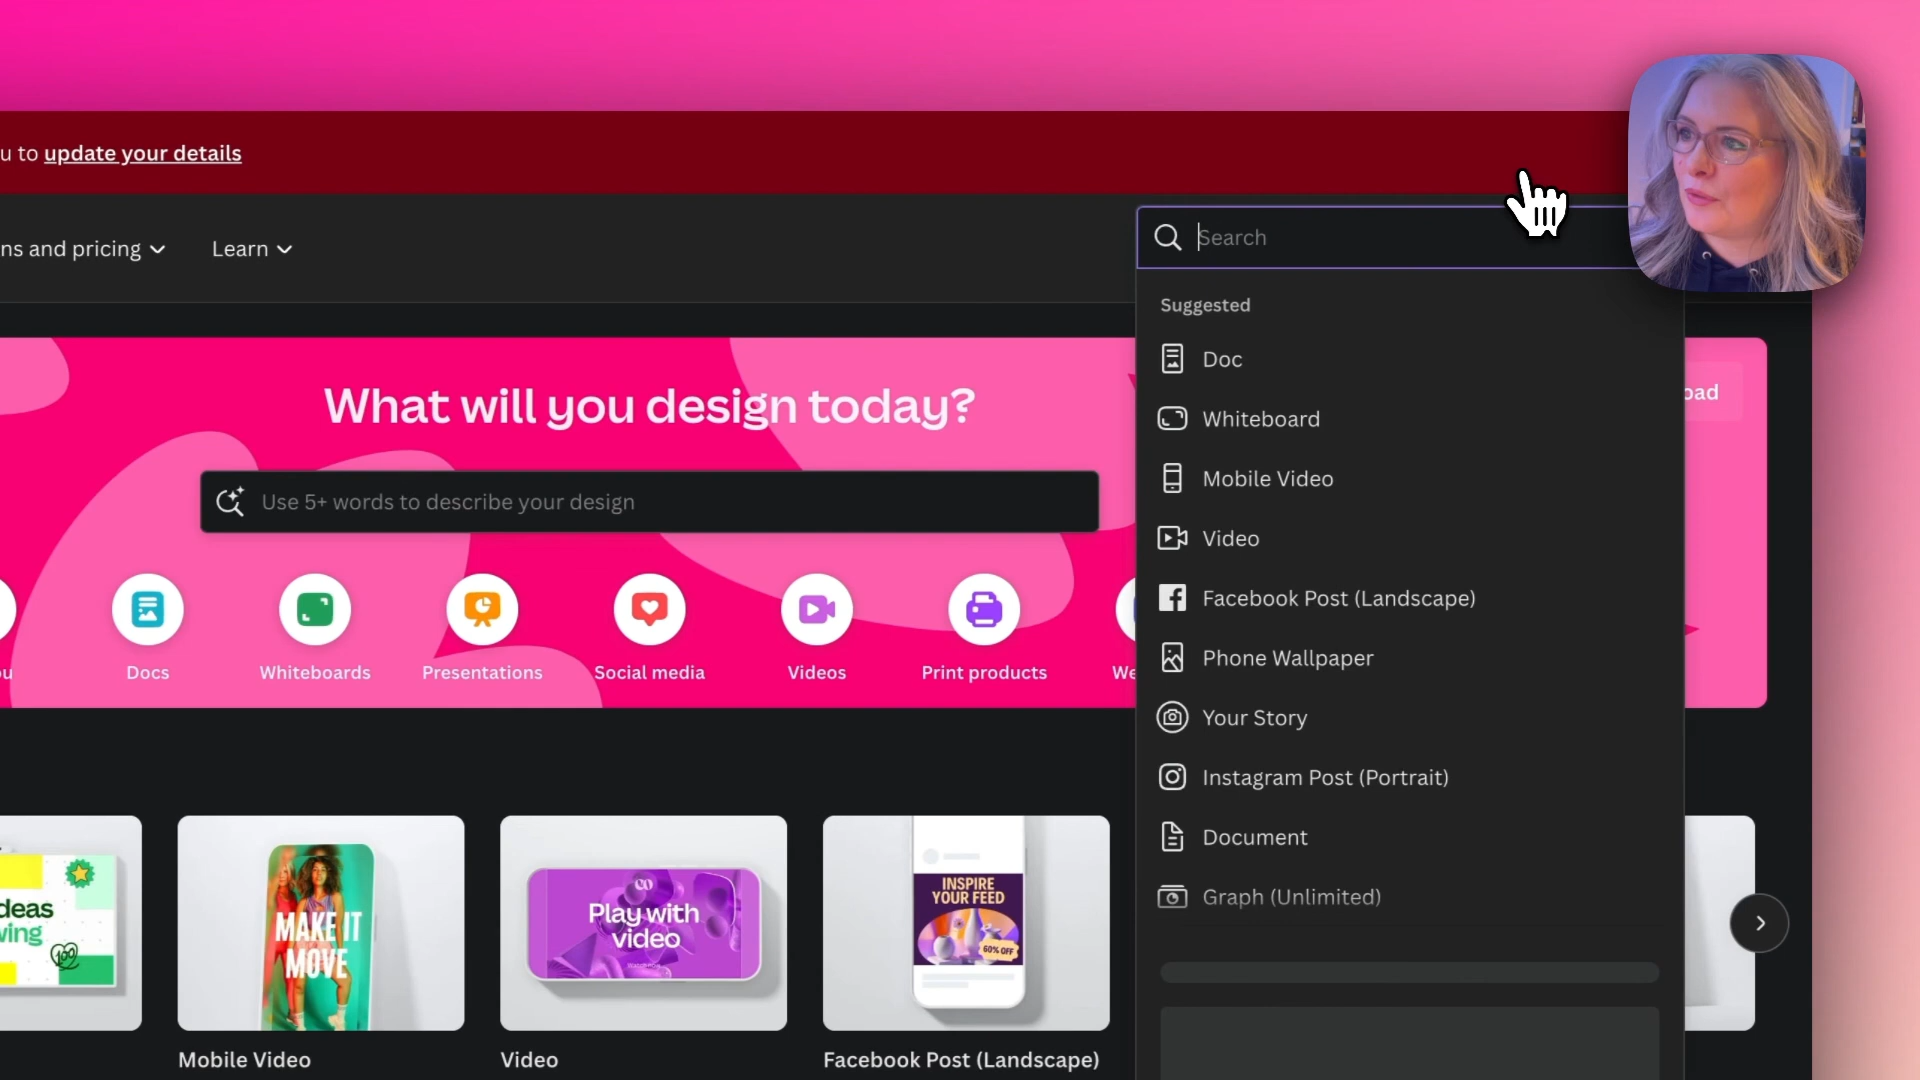 u to update your details
ns and pricing
Learn
Search
Suggested
Doc
Whiteboard
Mobile Video
Video
Facebook Post (Landscape)
Phone Wallpaper
Your Story
Instagram Post (Portrait)
Document
Graph (Unlimited)
oad
What will you design today?
Use 5+ words to describe your design
ou
Docs
Whiteboards
Presentations
Social media
Videos
Print products
We
deas
wing
100
MAKE IT
MOVE
Play with
video
INSPIRE
YOUR FEED
60% OFF
Mobile Video
Video
Facebook Post (Landscape)